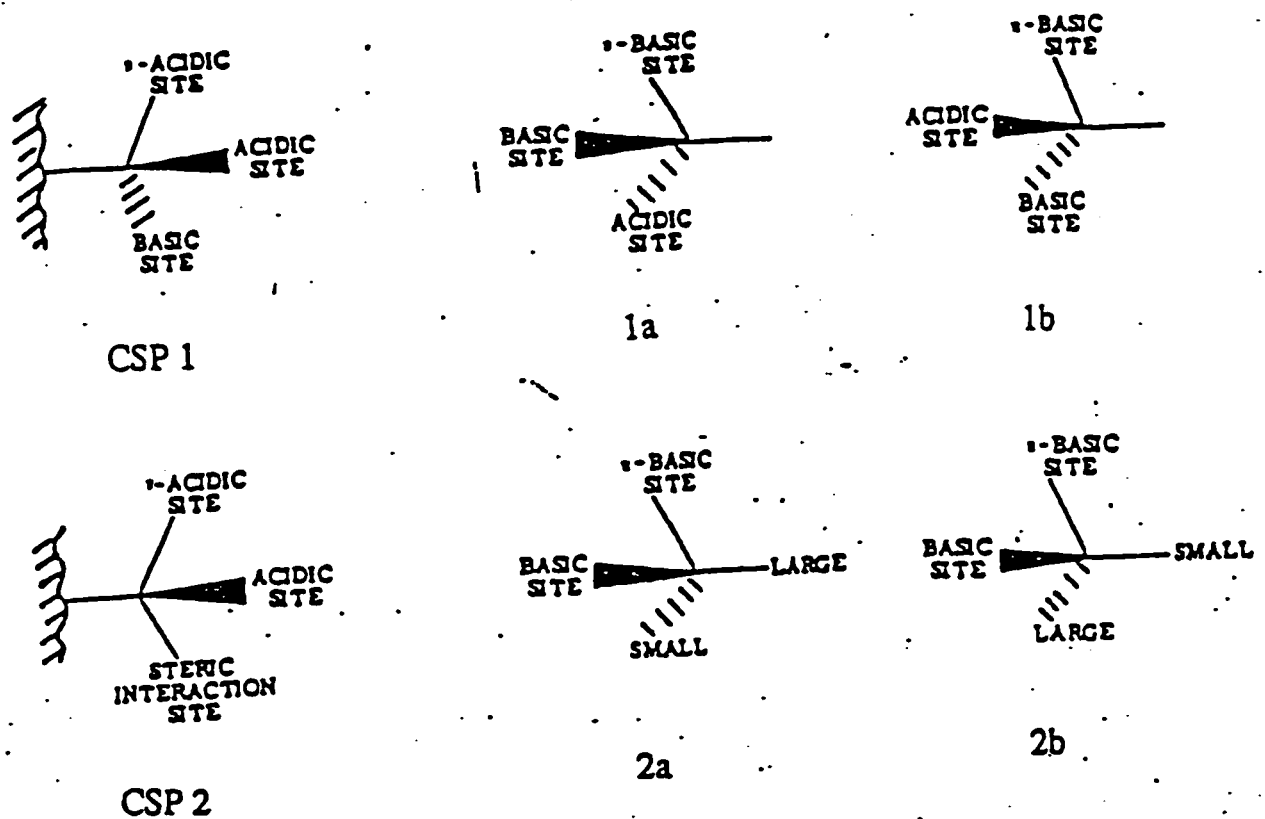 π-ACIDIC
SITE
ACIDIC
SITE
BASIC
SITE
CSP 1
π-BASIC
SITE
BASIC
SITE
ACIDIC
SITE
1a
π-BASIC
SITE
ACIDIC
SITE
BASIC
SITE
1b
π-ACIDIC
SITE
ACIDIC
SITE
STERIC
INTERACTION
SITE
CSP 2
π-BASIC
SITE
BASIC
SITE
LARGE
SMALL
2a
π-BASIC
SITE
BASIC
SITE
SMALL
LARGE
2b